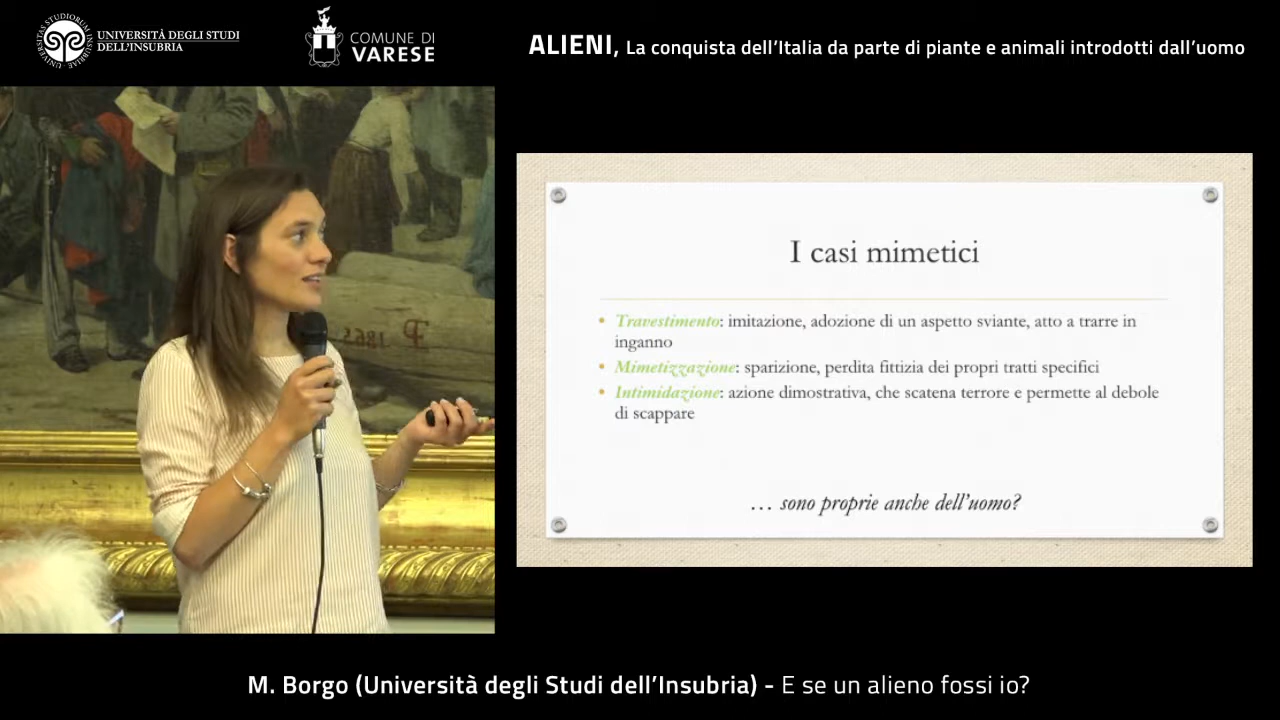 UNIVERSITÀ DEGLI STUDI
DELL'INSUBRIA
COMUNE DI
VARESE
ALIENI, La conquista dell'Italia da parte di piante e animali introdotti dall'uomo
I casi mimetici
• Travestimento: imitazione, adozione di un aspetto sviante, atto a trarre in
inganno
• Mimetizzazione: sparizione, perdita fittizia dei propri tratti specifici
• Intimidazione: azione dimostrativa, che scatena terrore e permette al debole
di scappare
… sono proprie anche dell'uomo?
1865
M. Borgo (Università degli Studi dell'Insubria) - E se un alieno fossi io?